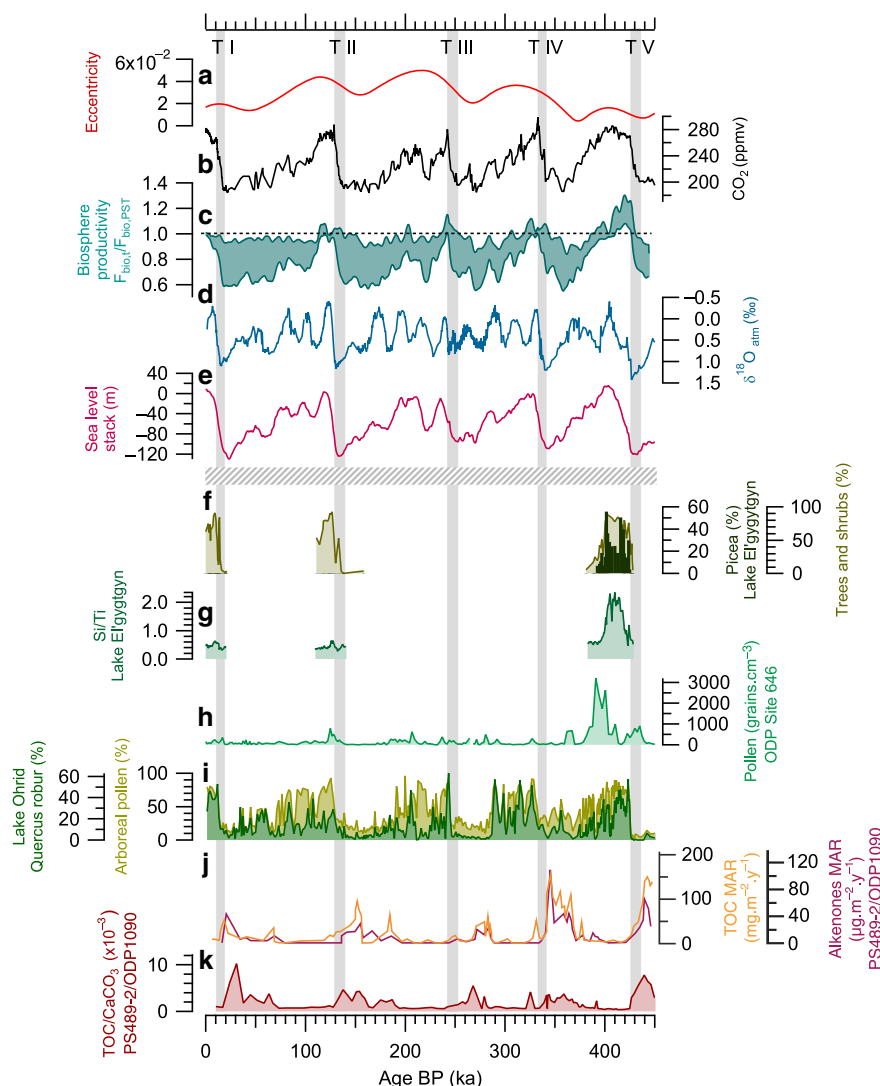 T I T II T III T IV T V
a
Eccentricity
6×10⁻²
4
2
0
b
280
240
200
CO₂ (ppmv)
c
Biosphere
productivity
F_bio,t/F_bio,PST
1.4
1.2
1.0
0.8
0.6
d
−0.5
0.0
0.5
1.0
1.5
δ¹⁸O atm (‰)
e
Sea level
stack (m)
40
0
−40
−80
−120
f
60
40
20
0
Picea (%)
Lake El'gygytgyn
100
50
0
Trees and shrubs (%)
g
Si/Ti
Lake El'gygtgyn
2.0
1.0
0.0
h
3000
2000
1000
0
Pollen (grains.cm⁻³)
ODP Site 646
i
Lake Ohrid
Quercus robur (%)
60
40
20
0
Arboreal pollen (%)
100
50
0
j
200
100
0
TOC MAR
(mg.m⁻².y⁻¹)
120
80
40
0
Alkenones MAR
(µg.m⁻².y⁻¹)
PS489-2/ODP1090
k
TOC/CaCO₃ (x10⁻³)
PS489-2/ODP1090
10
0
0 100 200 300 400
Age BP (ka)